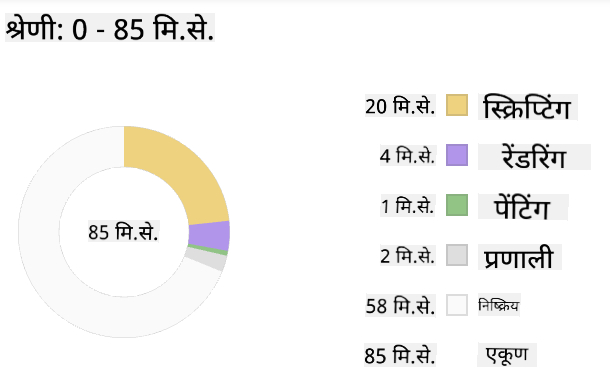 श्रेणी: 0 - 85 मि.से.
20 मि.से. स्क्रिप्टिंग
4 मि.से. रेंडरिंग
1 मि.से. पेंटिंग
85 मि.से.
2 मि.से. प्रणाली
58 मि.से. निष्क्रिय
85 मि.से. एकूण